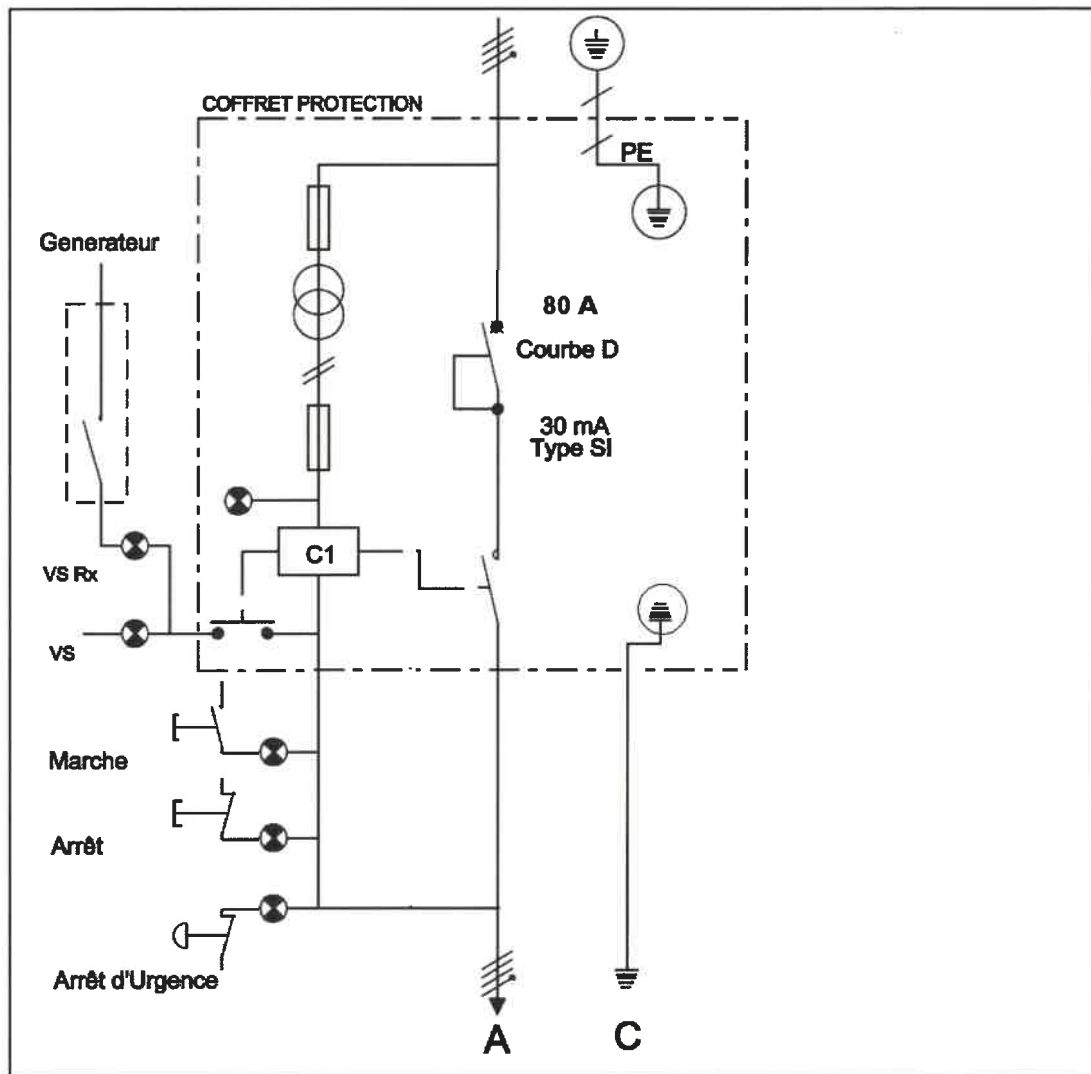 COFFRET PROTECTION
PE
Generateur
80 A
Courbe D
30 mA
Type SI
C1
VS Rx
VS
Marche
Arrêt
Arrêt d'Urgence
A
C